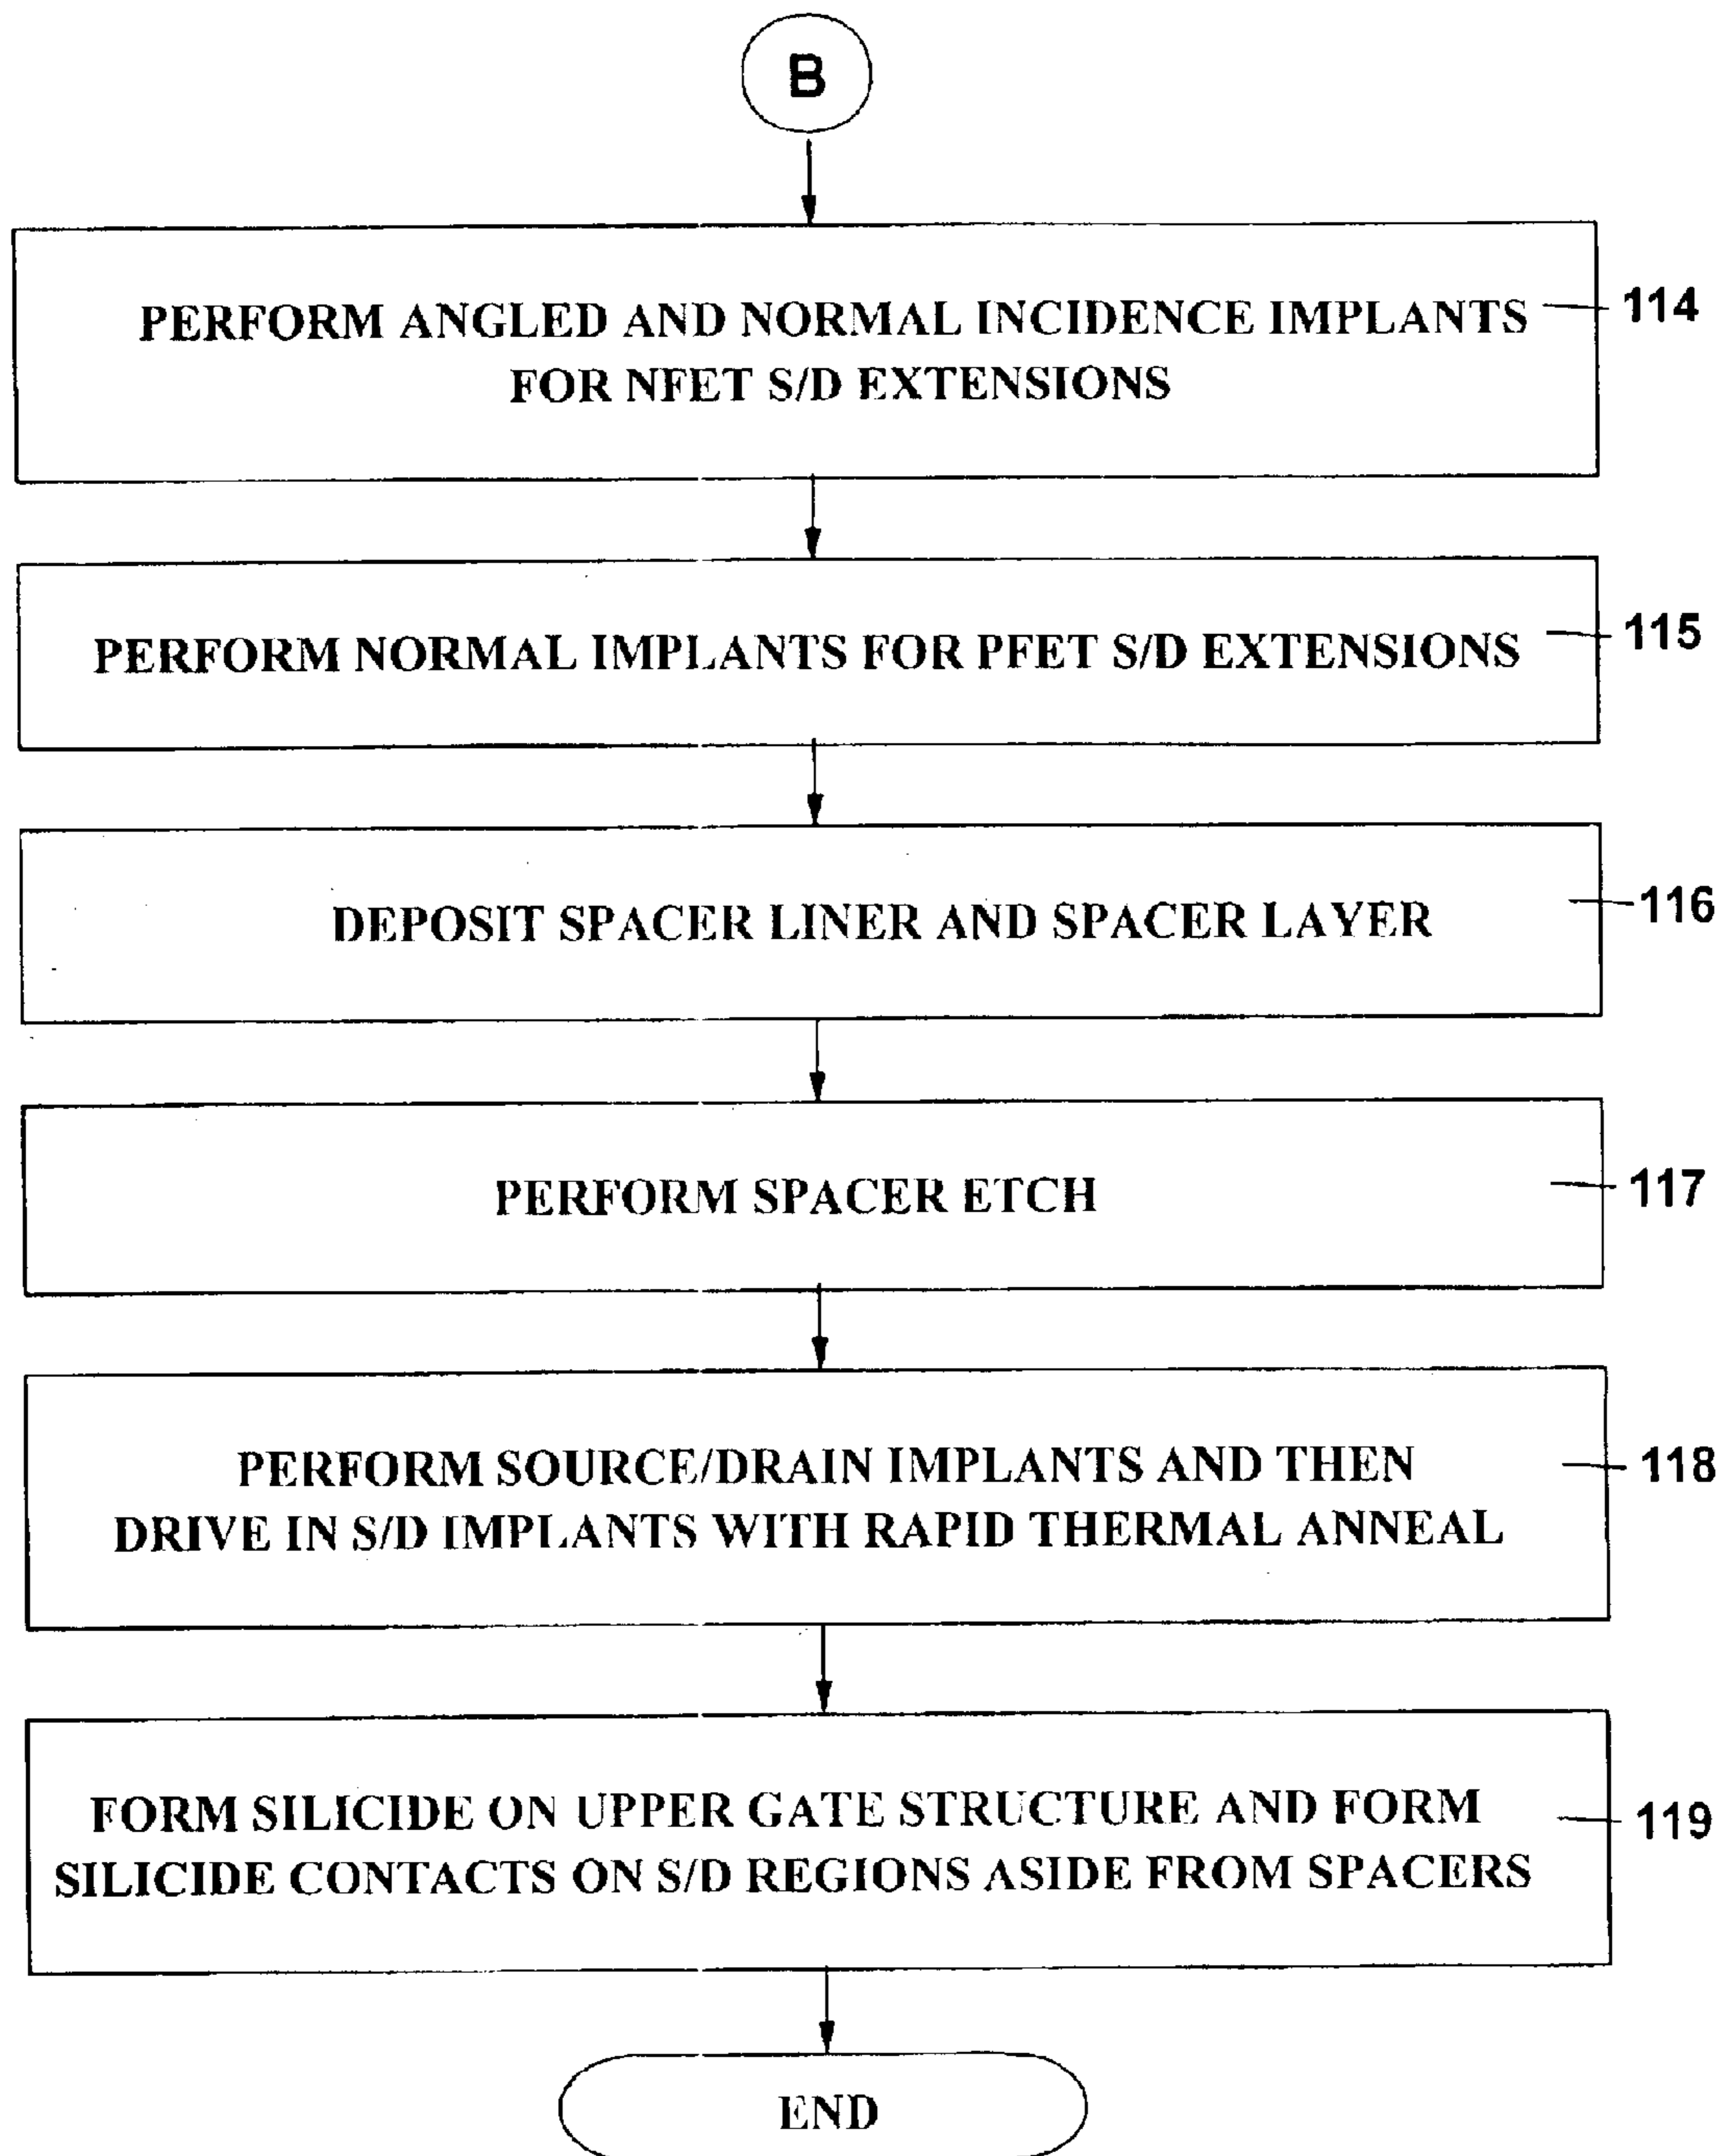 B
PERFORM ANGLED AND NORMAL INCIDENCE IMPLANTS
FOR NFET S/D EXTENSIONS
114
PERFORM NORMAL IMPLANTS FOR PFET S/D EXTENSIONS
115
DEPOSIT SPACER LINER AND SPACER LAYER
116
PERFORM SPACER ETCH
117
PERFORM SOURCE/DRAIN IMPLANTS AND THEN
DRIVE IN S/D IMPLANTS WITH RAPID THERMAL ANNEAL
118
FORM SILICIDE ON UPPER GATE STRUCTURE AND FORM
SILICIDE CONTACTS ON S/D REGIONS ASIDE FROM SPACERS
119
END